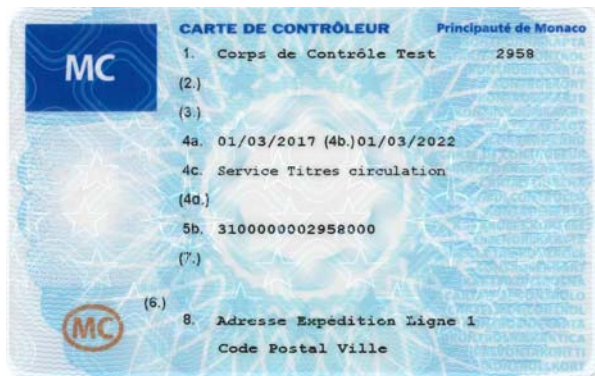 CARTE DE CONTRÔLEUR Principauté de Monaco
MC
1. Corps de Contrôle Test 2958
(2.)
(3.)
4a. 01/03/2017 (4b.)01/03/2022
4c. Service Titres circulation
(4d.)
5b. 3100000002958000
(7.)
(6.)
MC
8. Adresse Expédition Ligne 1
Code Postal Ville